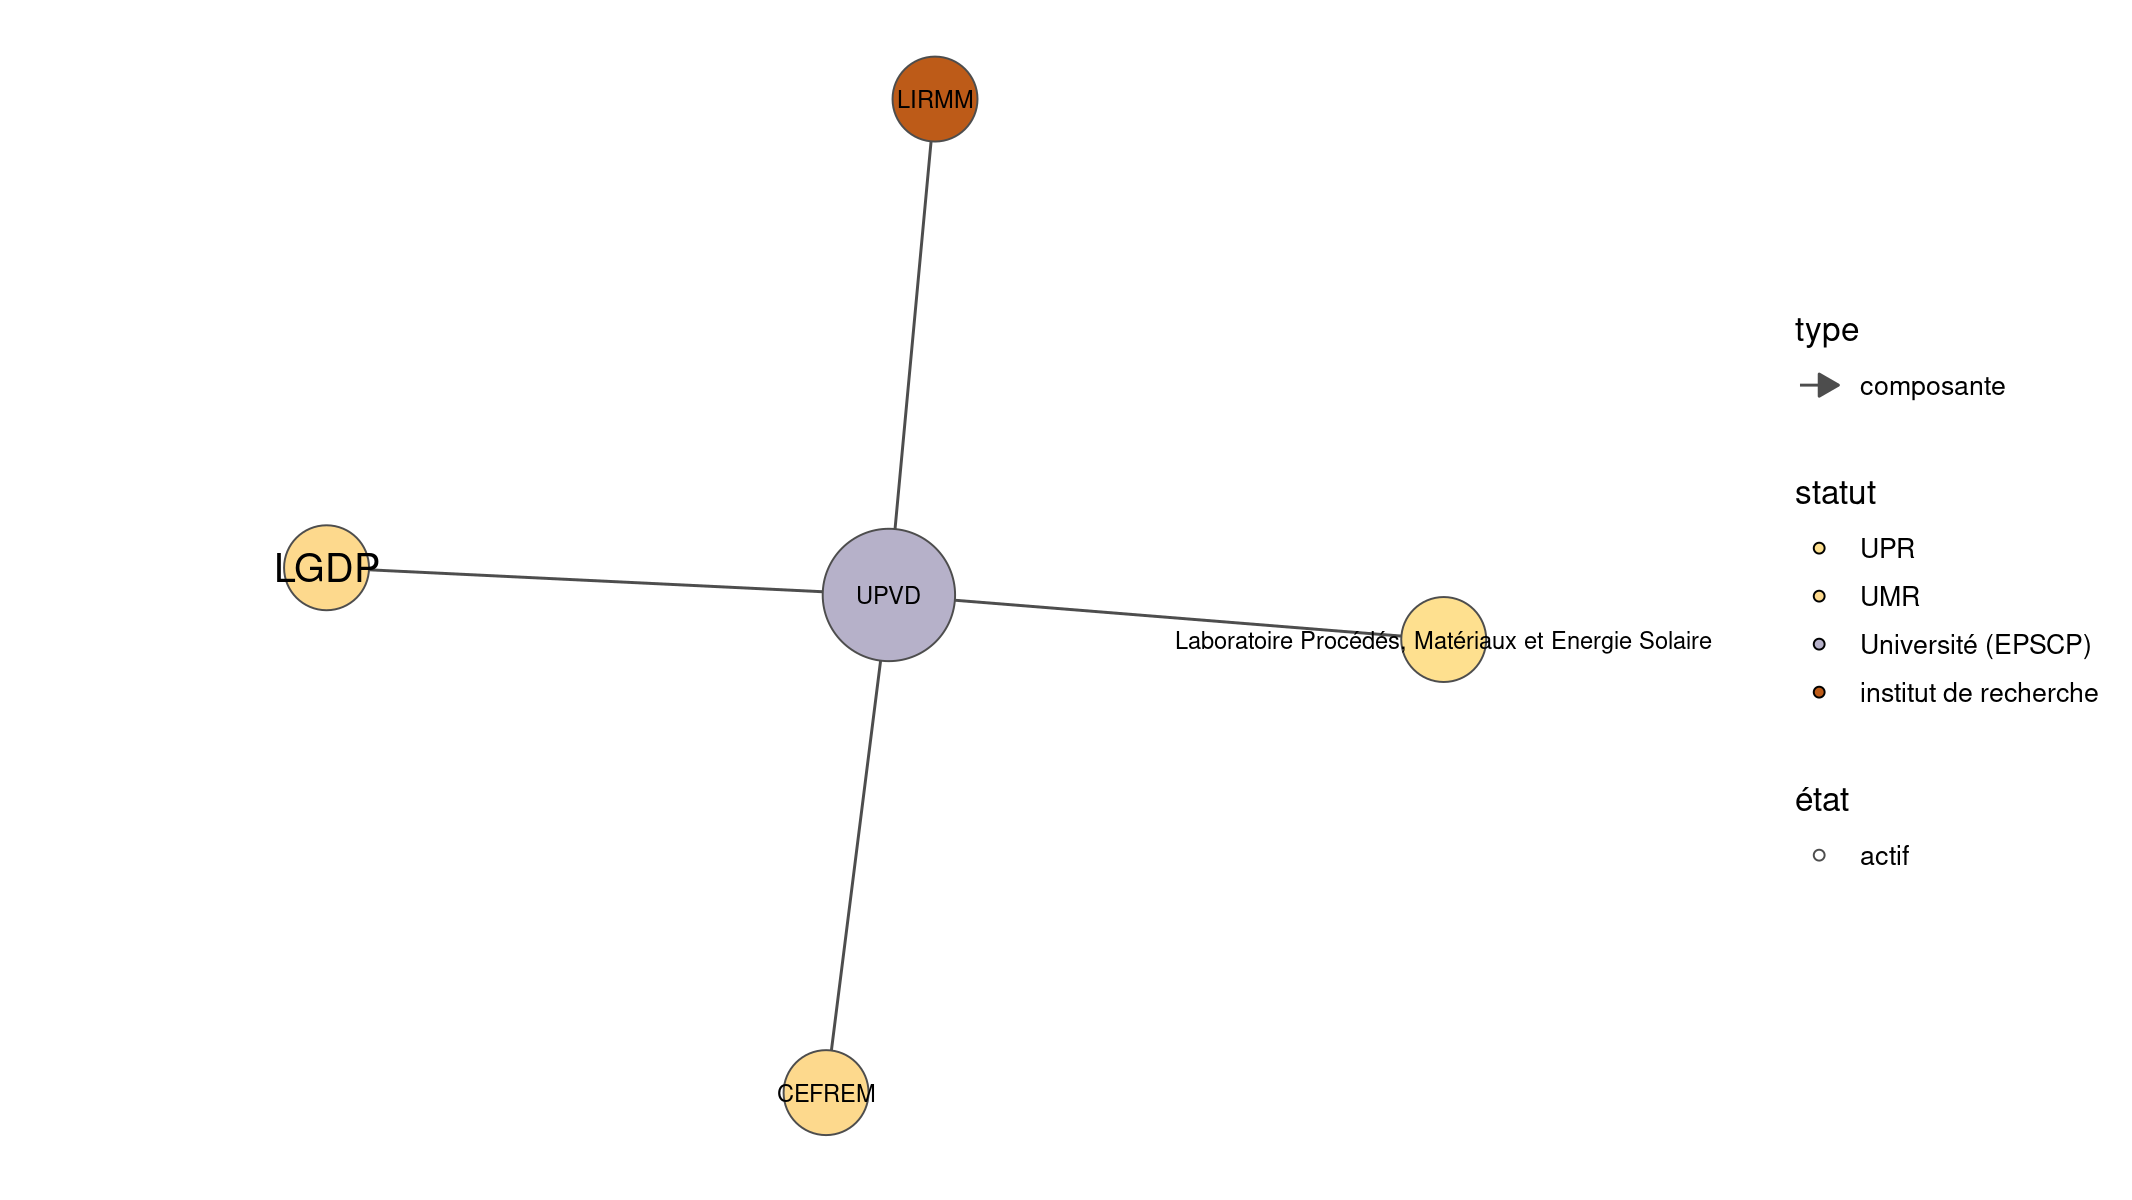 LIRMM
LGDP
UPVD
Laboratoire Procédés, Matériaux et Energie Solaire
CEFREM
type
composante
statut
UPR
UMR
Université (EPSCP)
institut de recherche
état
actif